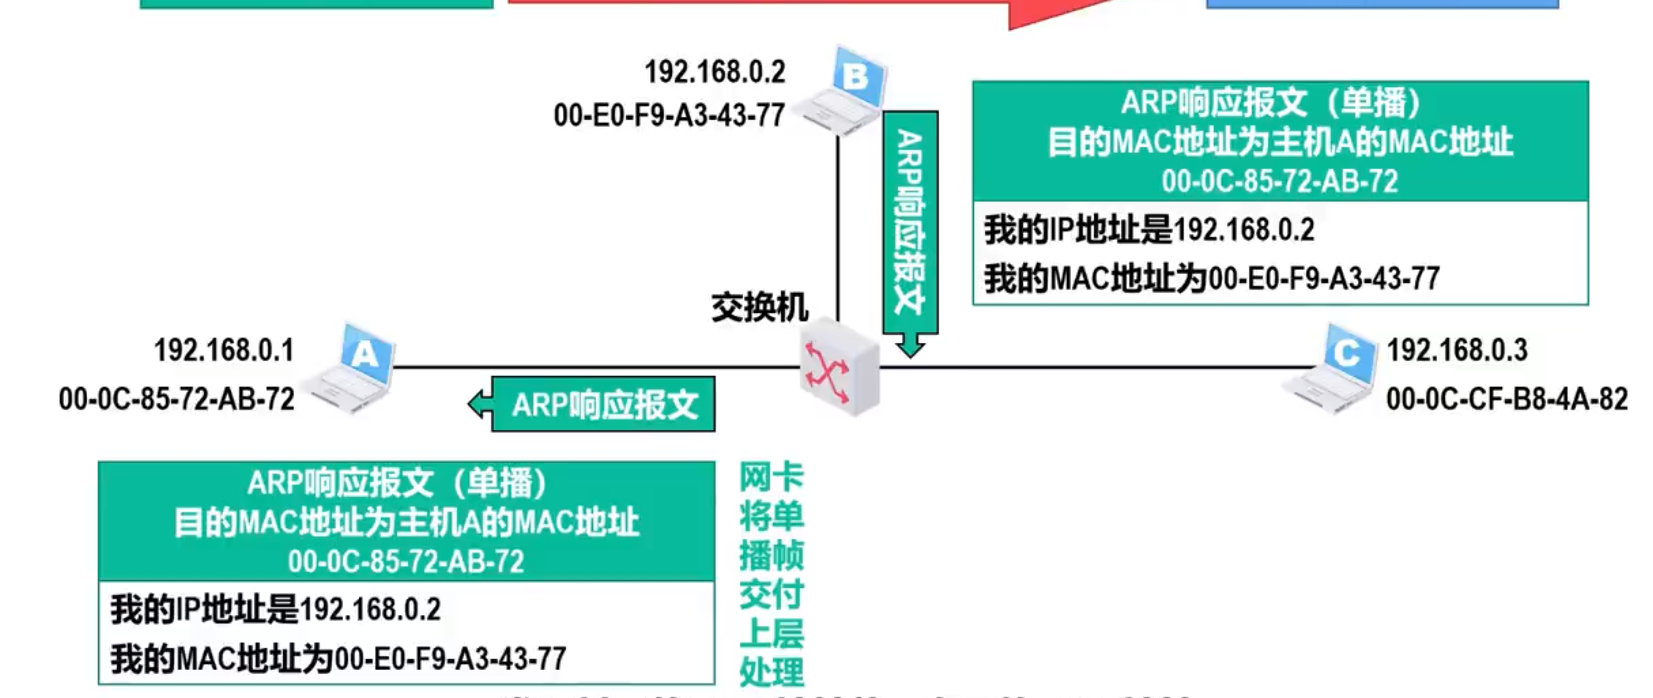 192.168.0.2
00-E0-F9-A3-43-77
B
ARP响应报文
ARP响应报文（单播）
目的MAC地址为主机A的MAC地址
00-0C-85-72-AB-72
我的IP地址是192.168.0.2
我的MAC地址为00-E0-F9-A3-43-77
交换机
192.168.0.1
00-0C-85-72-AB-72
A
C
192.168.0.3
00-0C-CF-B8-4A-82
ARP响应报文
ARP响应报文（单播）
目的MAC地址为主机A的MAC地址
00-0C-85-72-AB-72
我的IP地址是192.168.0.2
我的MAC地址为00-E0-F9-A3-43-77
网卡
将单
播帧
交付
上层
处理